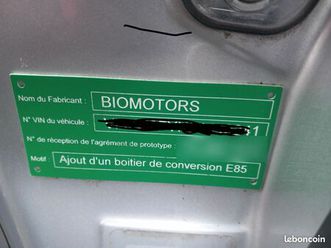 Nom du Fabricant : BIOMOTORS
N° VIN du véhicule :
N° de réception de l'agrément de prototype :
Motif Ajout d'un boitier de conversion E85
leboncoin